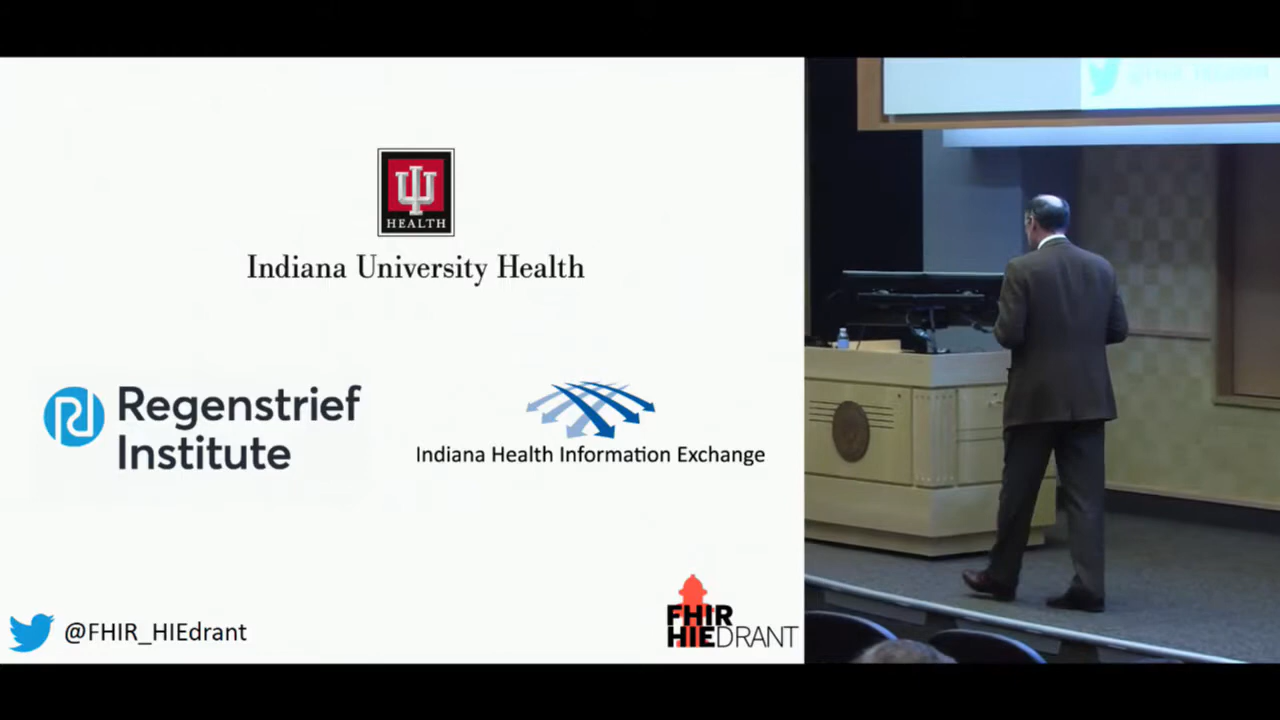 HEALTH
Indiana University Health
Regenstrief
Institute
Indiana Health Information Exchange
@FHIR_HIEdrant
FHIR
HIEDRANT